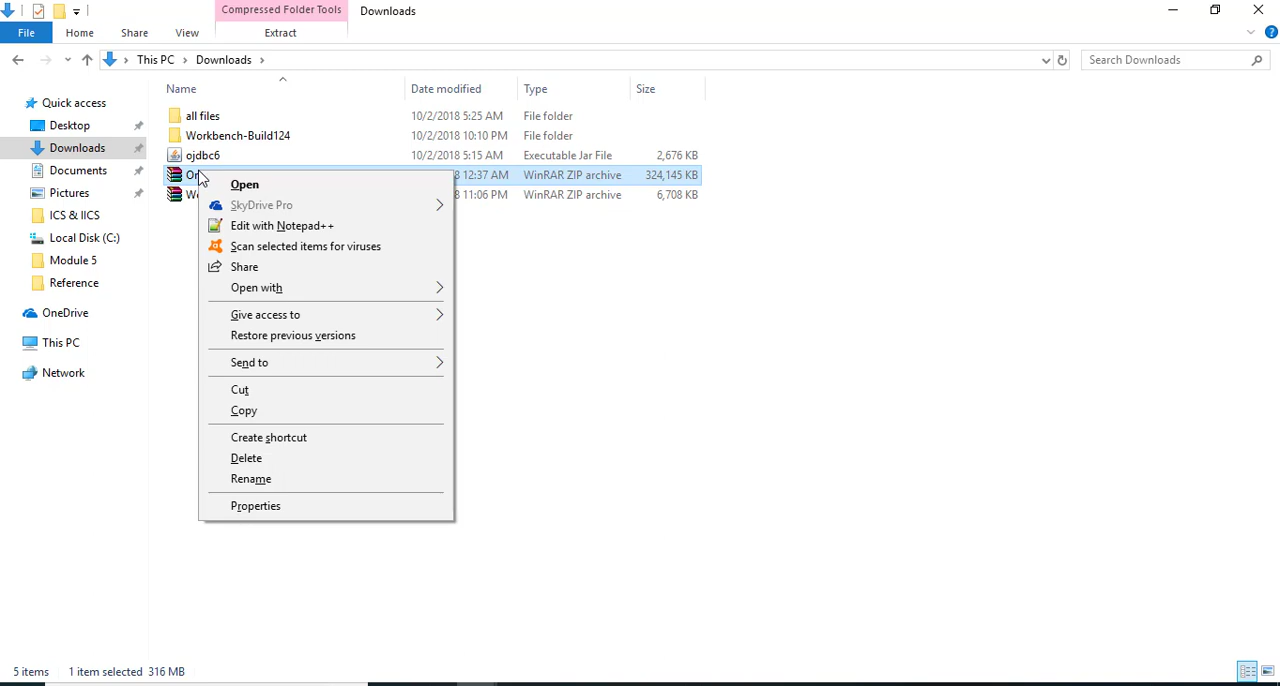 Compressed Folder Tools
Downloads
File
Home
Share
View
Extract
This PC
Downloads
Search Downloads
Name
Date modified
Type
Size
Quick access
Desktop
Downloads
Documents
Pictures
ICS & IICS
Local Disk (C:)
Module 5
Reference
OneDrive
This PC
Network
all files 10/2/2018 5:25 AM File folder
Workbench-Build124 10/2/2018 10:10 PM File folder
ojdbc6 10/2/2018 5:15 AM Executable Jar File 2,676 KB
8 12:37 AM WinRAR ZIP archive 324,145 KB
8 11:06 PM WinRAR ZIP archive 6,708 KB
Open
SkyDrive Pro
Edit with Notepad++
Scan selected items for viruses
Share
Open with
Give access to
Restore previous versions
Send to
Cut
Copy
Create shortcut
Delete
Rename
Properties
5 items 1 item selected 316 MB